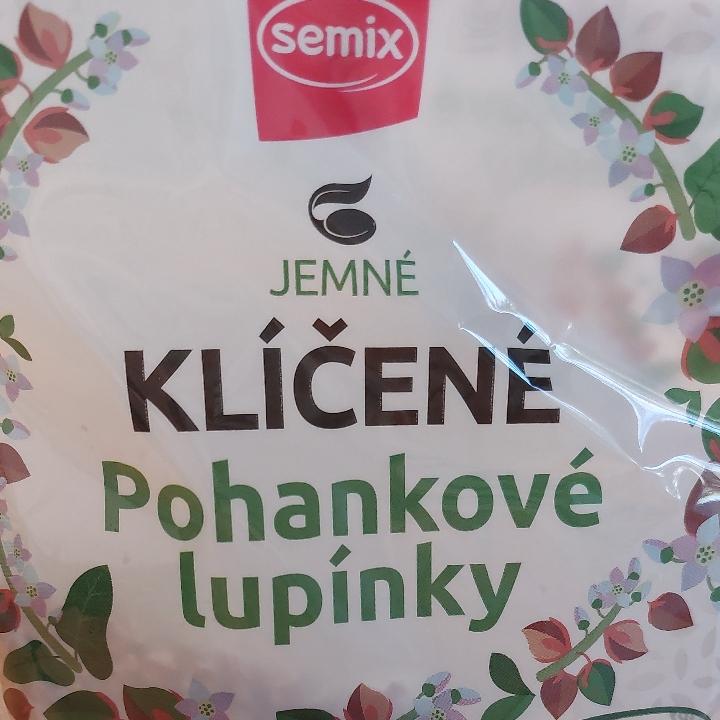 semix
JEMNÉ
KLÍČENÉ
Pohankové
lupínky